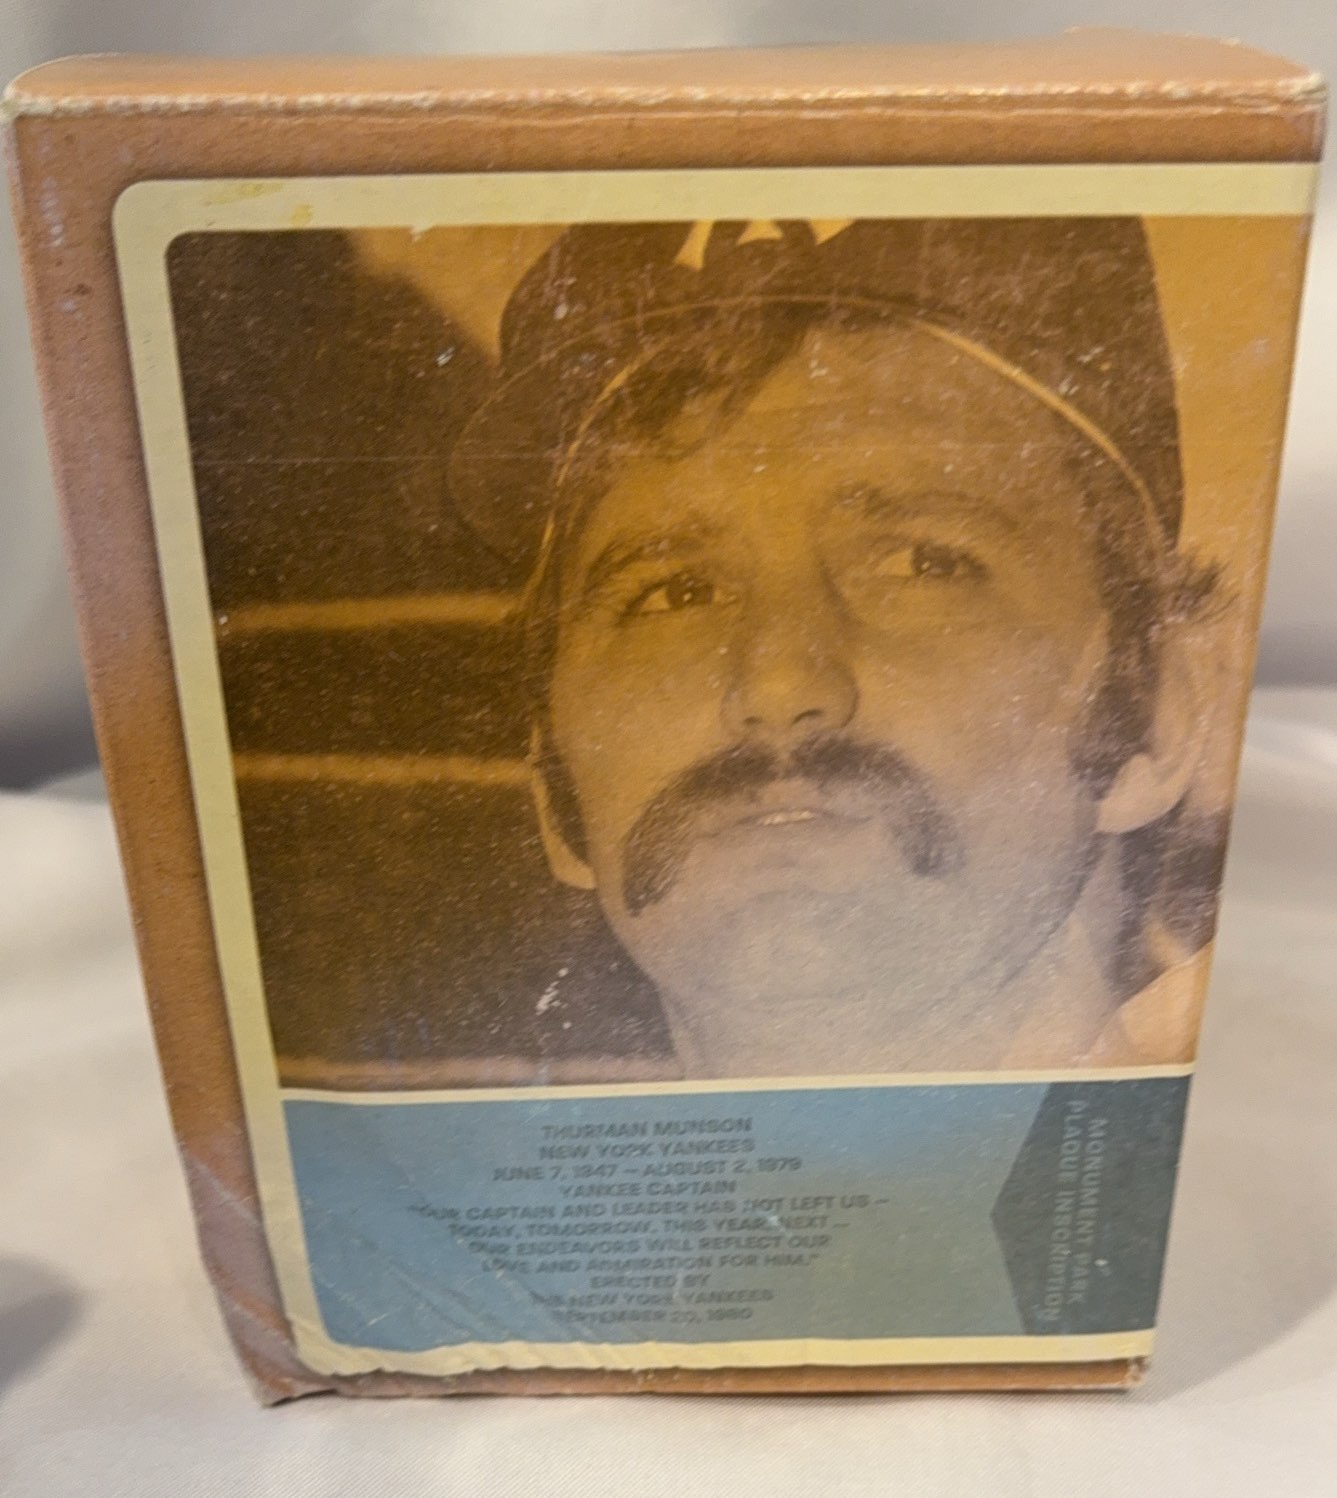 THURMAN MUNSON
NEW YORK YANKEES
JUNE 7, 1947 – AUGUST 2, 1979
YANKEE CAPTAIN
"OUR CAPTAIN AND LEADER HAS NOT LEFT US –
TODAY, TOMORROW, THIS YEAR, NEXT –
OUR ENDEAVORS WILL REFLECT OUR
LOVE AND ADMIRATION FOR HIM."
ERECTED BY
THE NEW YORK YANKEES
SEPTEMBER 20, 1980
MONUMENT PARK
PLAQUE INSCRIPTION